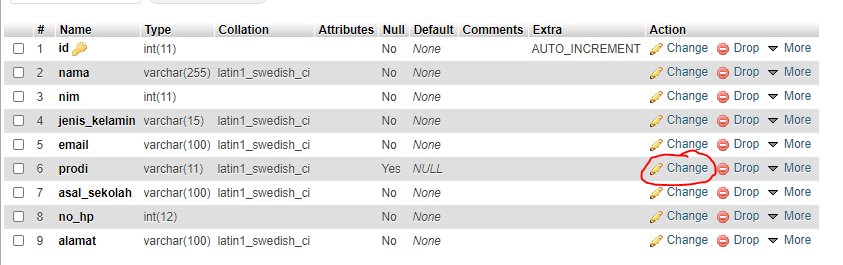 # Name Type Collation Attributes Null Default Comments Extra Action
1 id int(11) No None AUTO_INCREMENT Change Drop More
2 nama varchar(255) latin1_swedish_ci No None Change Drop More
3 nim int(11) No None Change Drop More
4 jenis_kelamin varchar(15) latin1_swedish_ci No None Change Drop More
5 email varchar(100) latin1_swedish_ci No None Change Drop More
6 prodi varchar(11) latin1_swedish_ci Yes NULL Change Drop More
7 asal_sekolah varchar(100) latin1_swedish_ci No None Change Drop More
8 no_hp int(12) No None Change Drop More
9 alamat varchar(100) latin1_swedish_ci No None Change Drop More